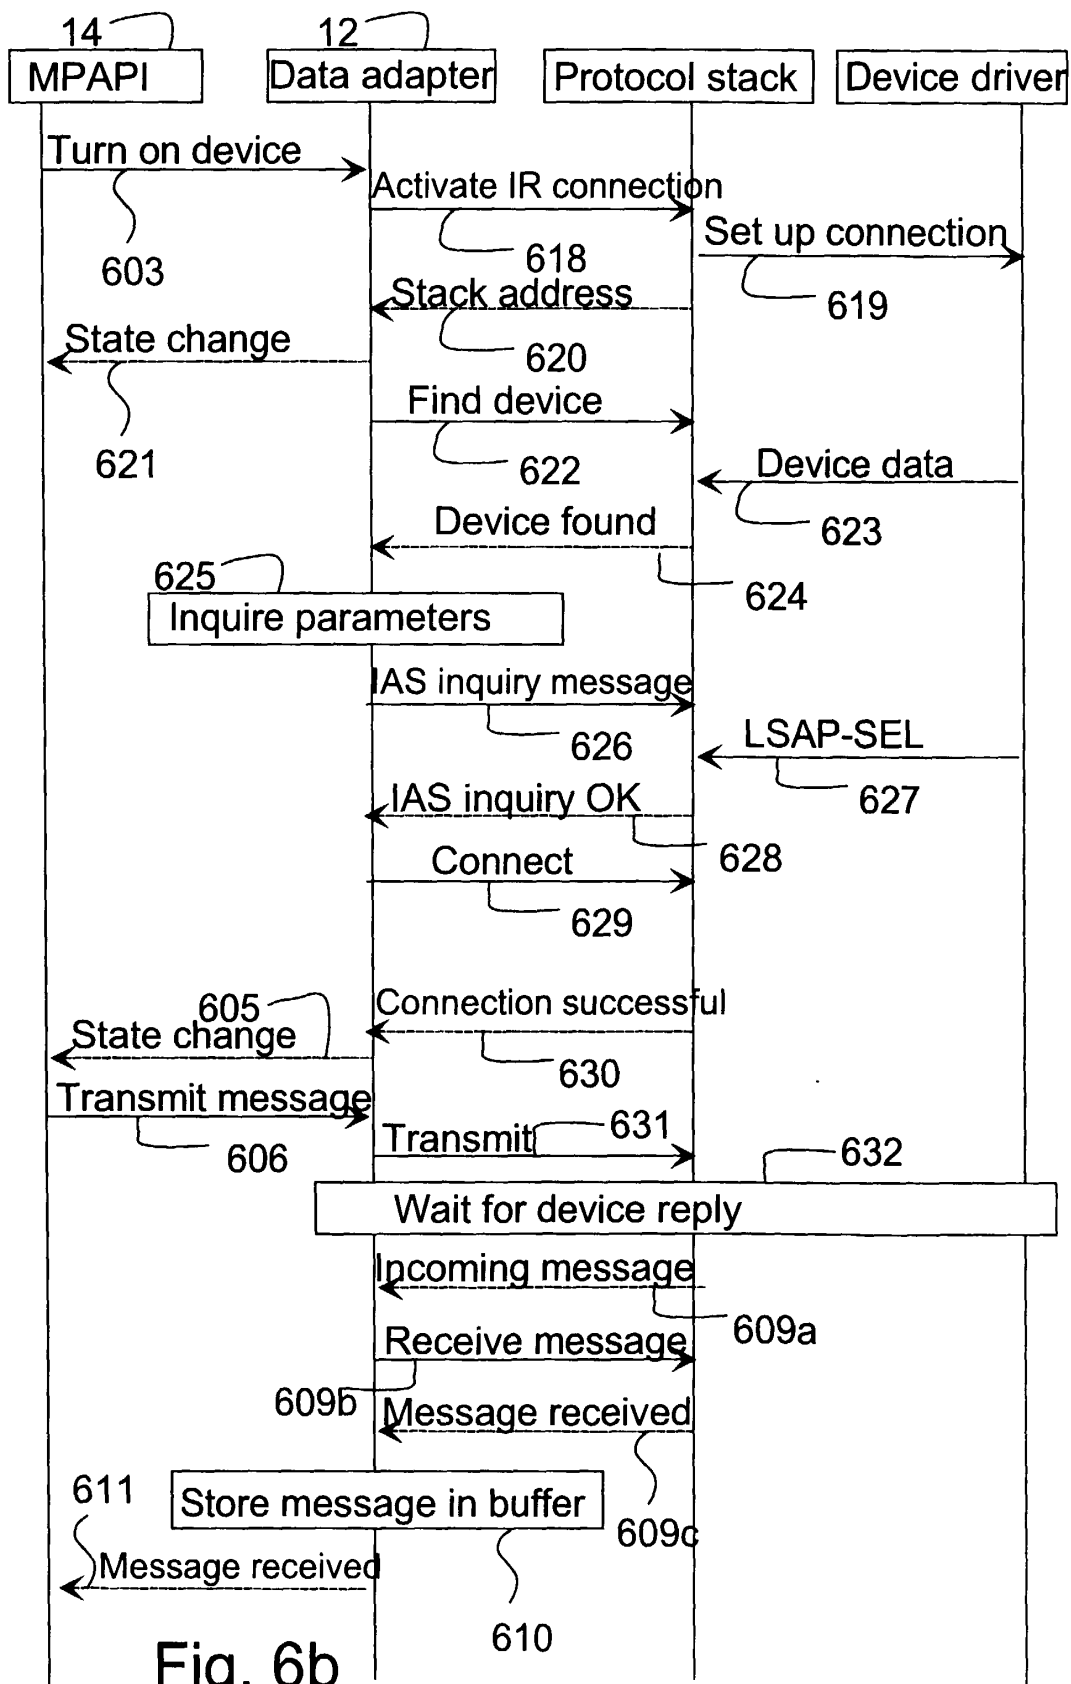 14
12
MPAPI
Data adapter
Protocol stack
Device driver
Turn on device
603
Activate IR connection
618
Set up connection
619
Stack address
620
State change
621
Find device
622
Device data
623
Device found
624
625
Inquire parameters
IAS inquiry message
626
LSAP-SEL
627
IAS inquiry OK
628
Connect
629
Connection successful
630
605
State change
Transmit message
606
Transmit
631
632
Wait for device reply
Incoming message
609a
Receive message
609b
Message received
609c
Store message in buffer
610
611
Message received
Fig. 6b